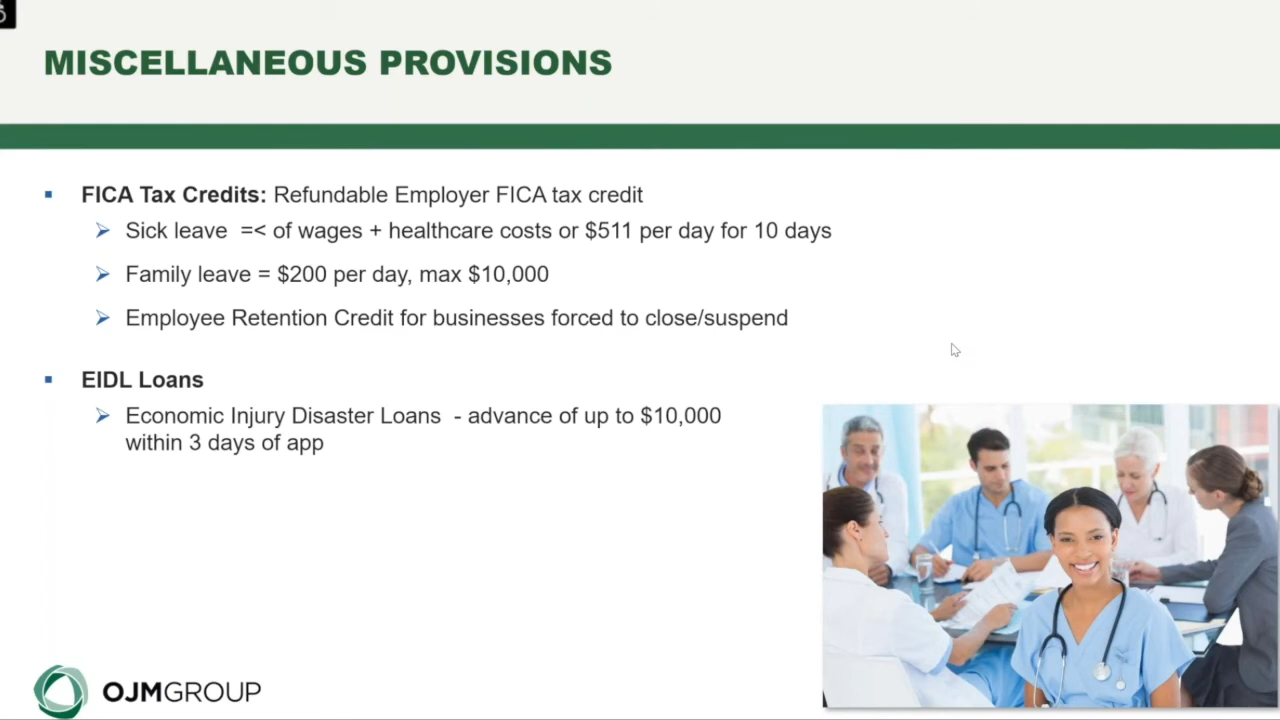 MISCELLANEOUS PROVISIONS
FICA Tax Credits: Refundable Employer FICA tax credit
Sick leave =< of wages + healthcare costs or $511 per day for 10 days
Family leave = $200 per day, max $10,000
Employee Retention Credit for businesses forced to close/suspend
EIDL Loans
Economic Injury Disaster Loans - advance of up to $10,000
within 3 days of app
OJMGROUP